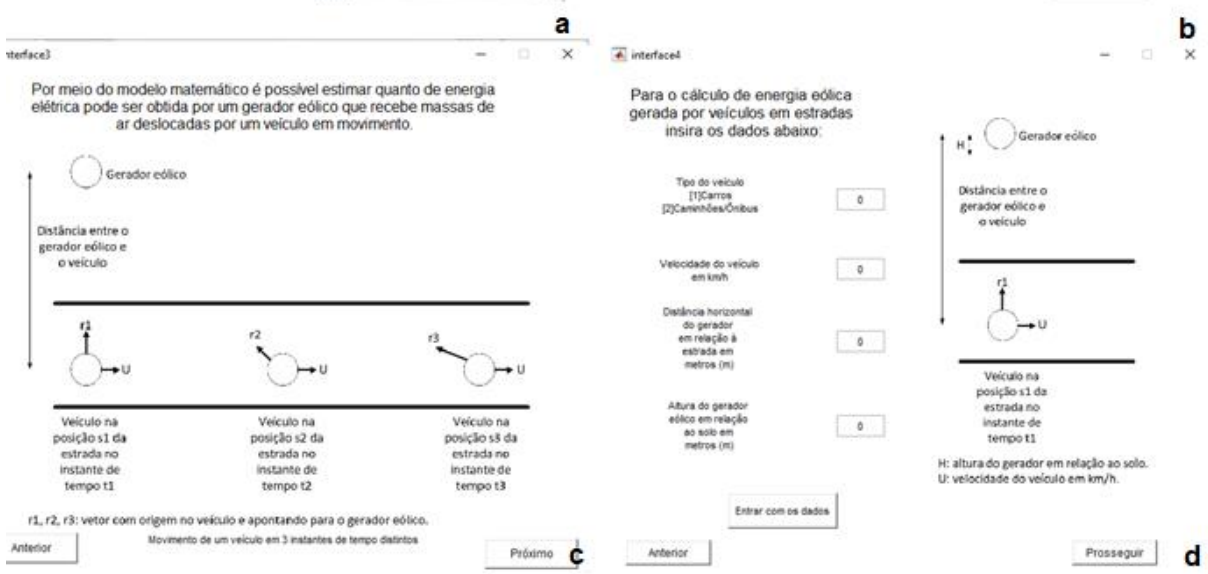 a
b
interface3
Por meio do modelo matemático é possível estimar quanto de energia
elétrica pode ser obtida por um gerador eólico que recebe massas de
ar deslocadas por um veículo em movimento.
Gerador eólico
Distância entre o
gerador eólico e
o veículo
r1
U
r2
U
r3
U
Veículo na
posição s1 da
estrada no
instante de
tempo t1
Veículo na
posição s2 da
estrada no
instante de
tempo t2
Veículo na
posição s3 da
estrada no
instante de
tempo t3
r1, r2, r3: vetor com origem no veículo e apontando para o gerador eólico.
Movimento de um veículo em 3 instantes de tempo distintos
Anterior
Próximo
c
interface4
Para o cálculo de energia eólica
gerada por veículos em estradas
insira os dados abaixo:
Tipo do veículo
[1]Carros
[2]Caminhões/Ônibus
0
Velocidade do veículo
em km/h
0
Distância horizontal
do gerador
em relação à
estrada em
metros (m)
0
Altura do gerador
eólico em relação
ao solo em
metros (m)
0
Entrar com os dados
H
Gerador eólico
Distância entre o
gerador eólico e
o veículo
r1
U
Veículo na
posição s1 da
estrada no
instante de
tempo t1
H: altura do gerador em relação ao solo.
U: velocidade do veículo em km/h.
Anterior
Prosseguir
d